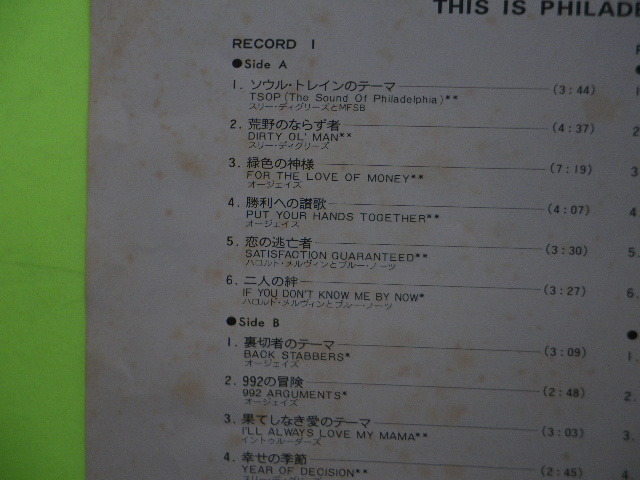 THIS IS PHILADE
RECORD I
●Side A
1. ソウル・トレインのテーマ (3:44)
TSOP (The Sound Of Philadelphia)**
スリー・ディグリーズとMFSB
2. 荒野のならず者 (4:37)
DIRTY OL' MAN**
スリー・ディグリーズ
3. 緑色の神様 (7:19)
FOR THE LOVE OF MONEY**
オージェイズ
4. 勝利への讃歌 (4:07)
PUT YOUR HANDS TOGETHER**
オージェイズ
5. 恋の逃亡者 (3:30)
SATISFACTION GUARANTEED**
ハロルド・メルヴィンとブルー・ノーツ
6. 二人の絆 (3:27)
IF YOU DON'T KNOW ME BY NOW*
ハロルド・メルヴィンとブルー・ノーツ
●Side B
1. 裏切者のテーマ (3:09)
BACK STABBERS*
オージェイズ
2. 992の冒険 (2:48)
992 ARGUMENTS*
オージェイズ
3. 果てしなき愛のテーマ (3:03)
I'LL ALWAYS LOVE MY MAMA**
イントゥルーダーズ
4. 幸せの季節 (2:45)
YEAR OF DECISION**